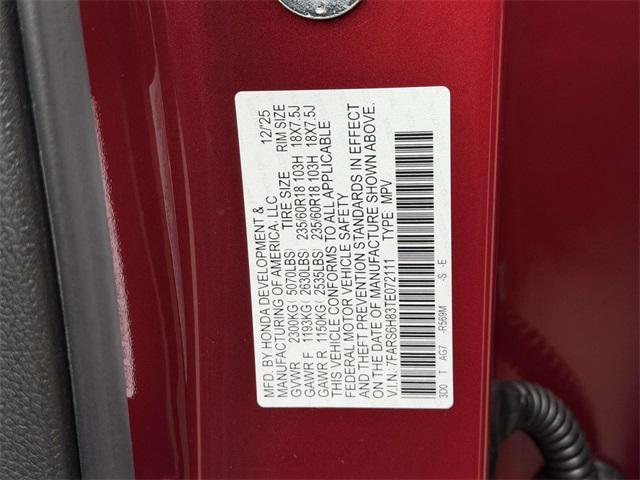 MFD. BY HONDA DEVELOPMENT & 12/25
MANUFACTURING OF AMERICA, LLC TIRE SIZE RIM SIZE
GVWR 2300KG( 5070LBS) 235/60R18 103H 18X7.5J
GAWR F 1193KG( 2630LBS) 235/60R18 103H 18X7.5J
GAWR R 1150KG( 2535LBS)
THIS VEHICLE CONFORMS TO ALL APPLICABLE
FEDERAL MOTOR VEHICLE SAFETY
& THEFT PREVENTION STANDARDS IN EFFECT
ON THE DATE OF MANUFACTURE SHOWN ABOVE.
V.I.N.: 7FARS6H83TE072111 TYPE MPV
3D0 T AG7 -R569M -S -E